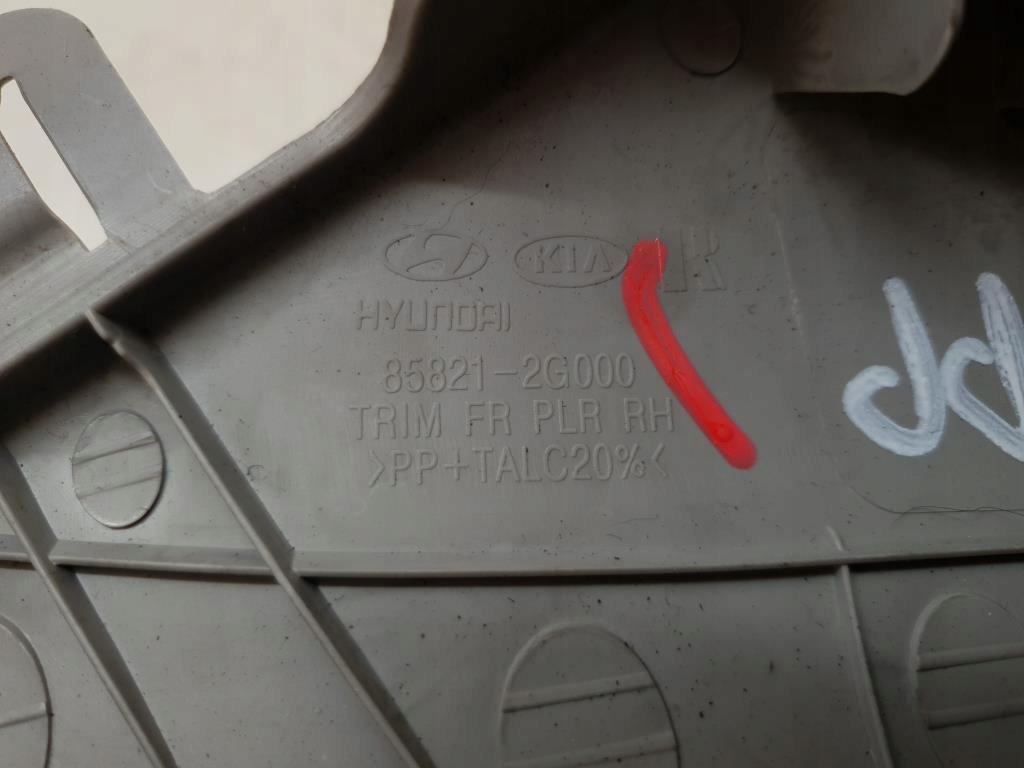 KIA
HYUNDAI
85821-2G000
TRIM FR PLR RH
>PP+TALC20%<